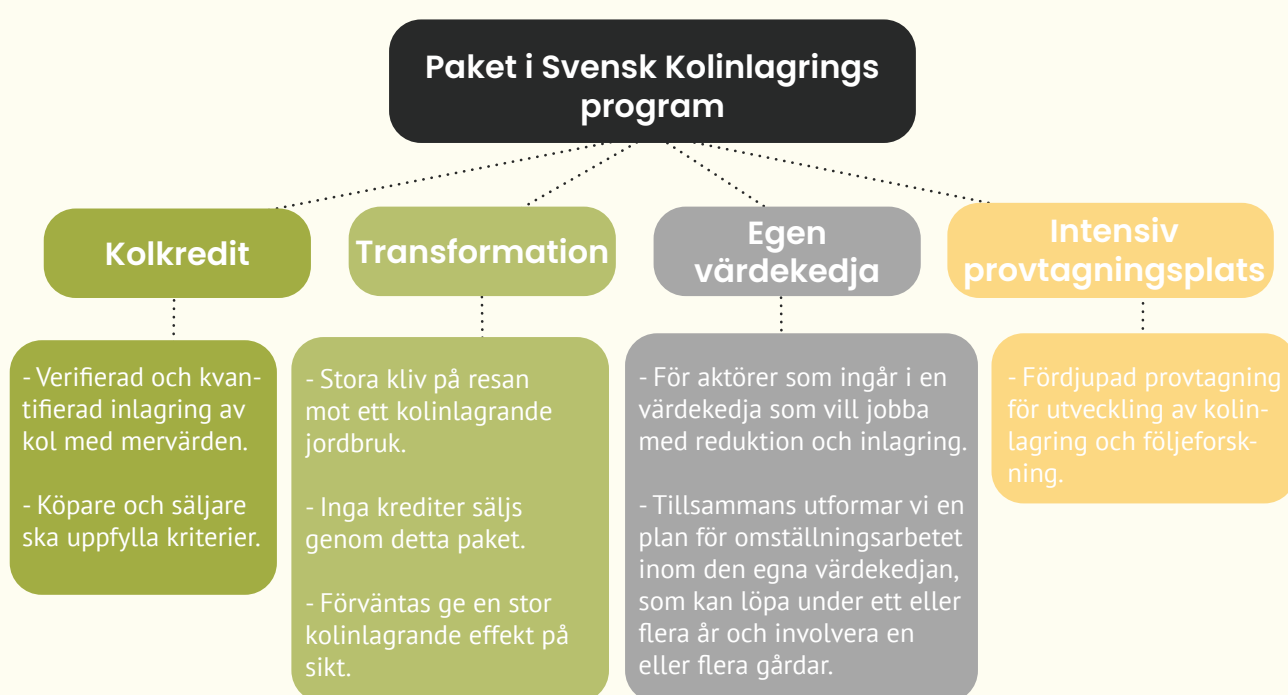 Paket i Svensk Kolinlagrings
program
Kolkredit
- Verifierad och kvan-
tifierad inlagring av
kol med mervärden.
- Köpare och säljare
ska uppfylla kriterier.
Transformation
- Stora kliv på resan
mot ett kolinlagrande
jordbruk.
- Inga krediter säljs
genom detta paket.
- Förväntas ge en stor
kolinlagrande effekt på
sikt.
Egen
värdekedja
- För aktörer som ingår i en
värdekedja som vill jobba
med reduktion och inlagring.
- Tillsammans utformar vi en
plan för omställningsarbetet
inom den egna värdekedjan,
som kan löpa under ett eller
flera år och involvera en
eller flera gårdar.
Intensiv
provtagningsplats
- Fördjupad provtagning
för utveckling av kolin-
lagring och följeforsk-
ning.